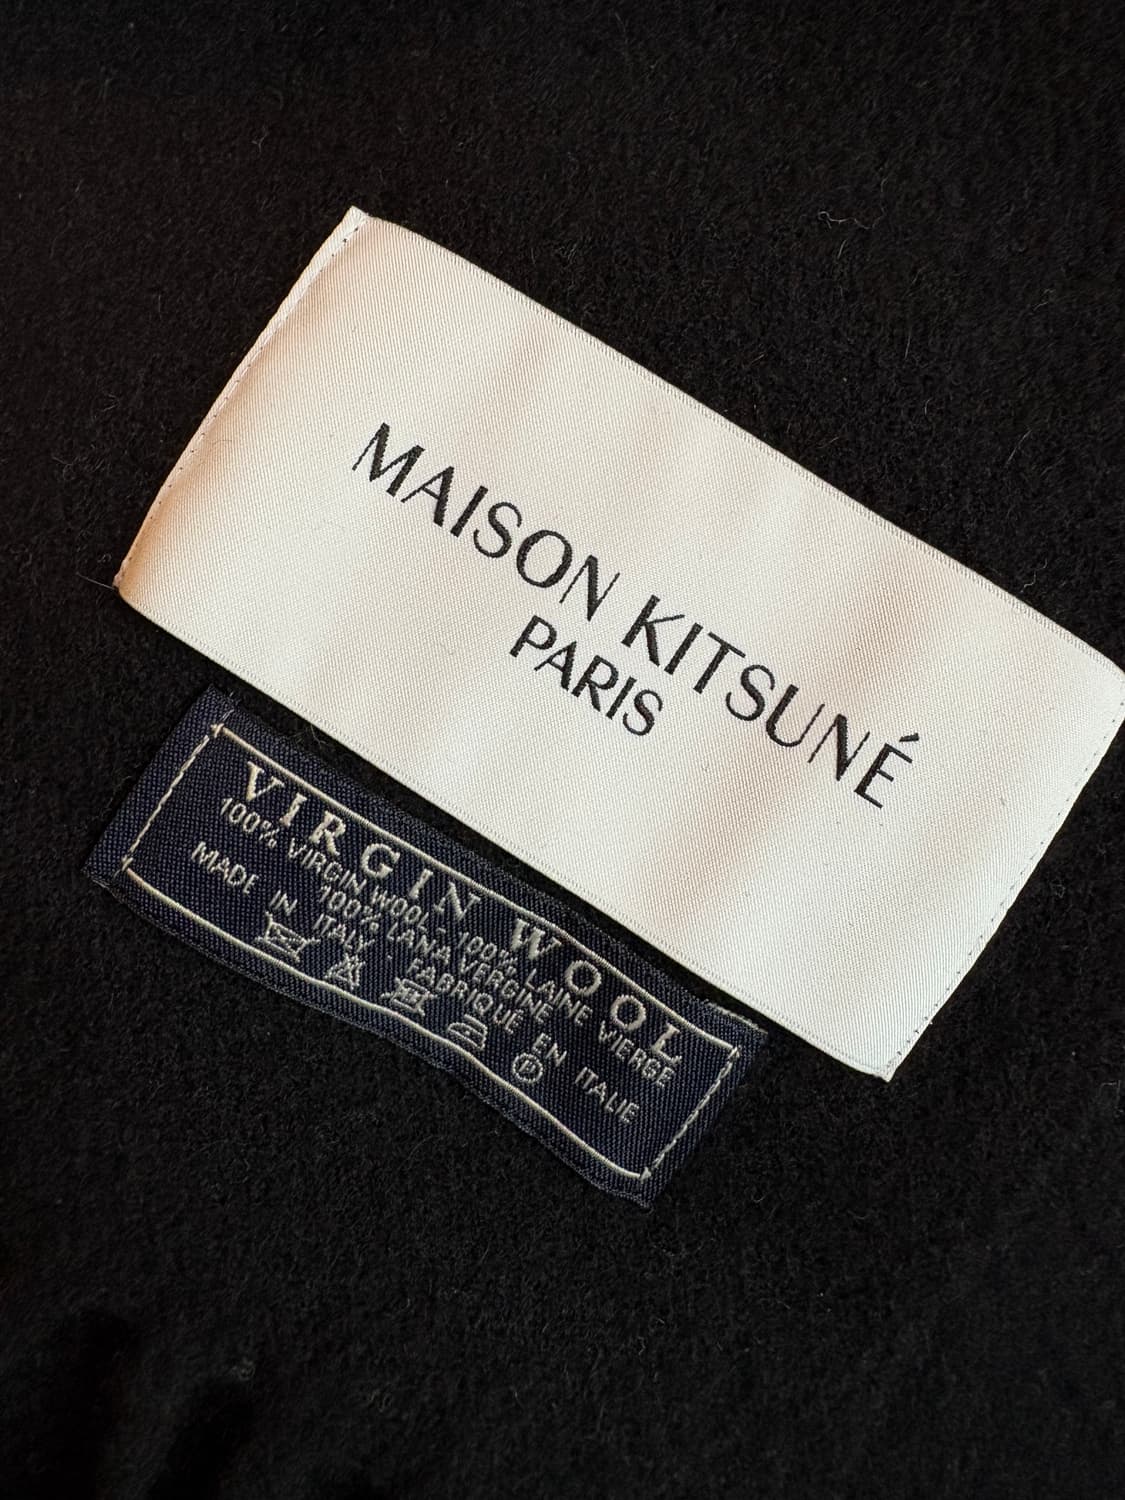 MAISON KITSUNÉ
PARIS
VIRGIN WOOL
100% VIRGIN WOOL - 100% LAINE VIERGE
100% LANA VERGINE
MADE IN ITALY - FABRIQUÉ EN ITALIE
P